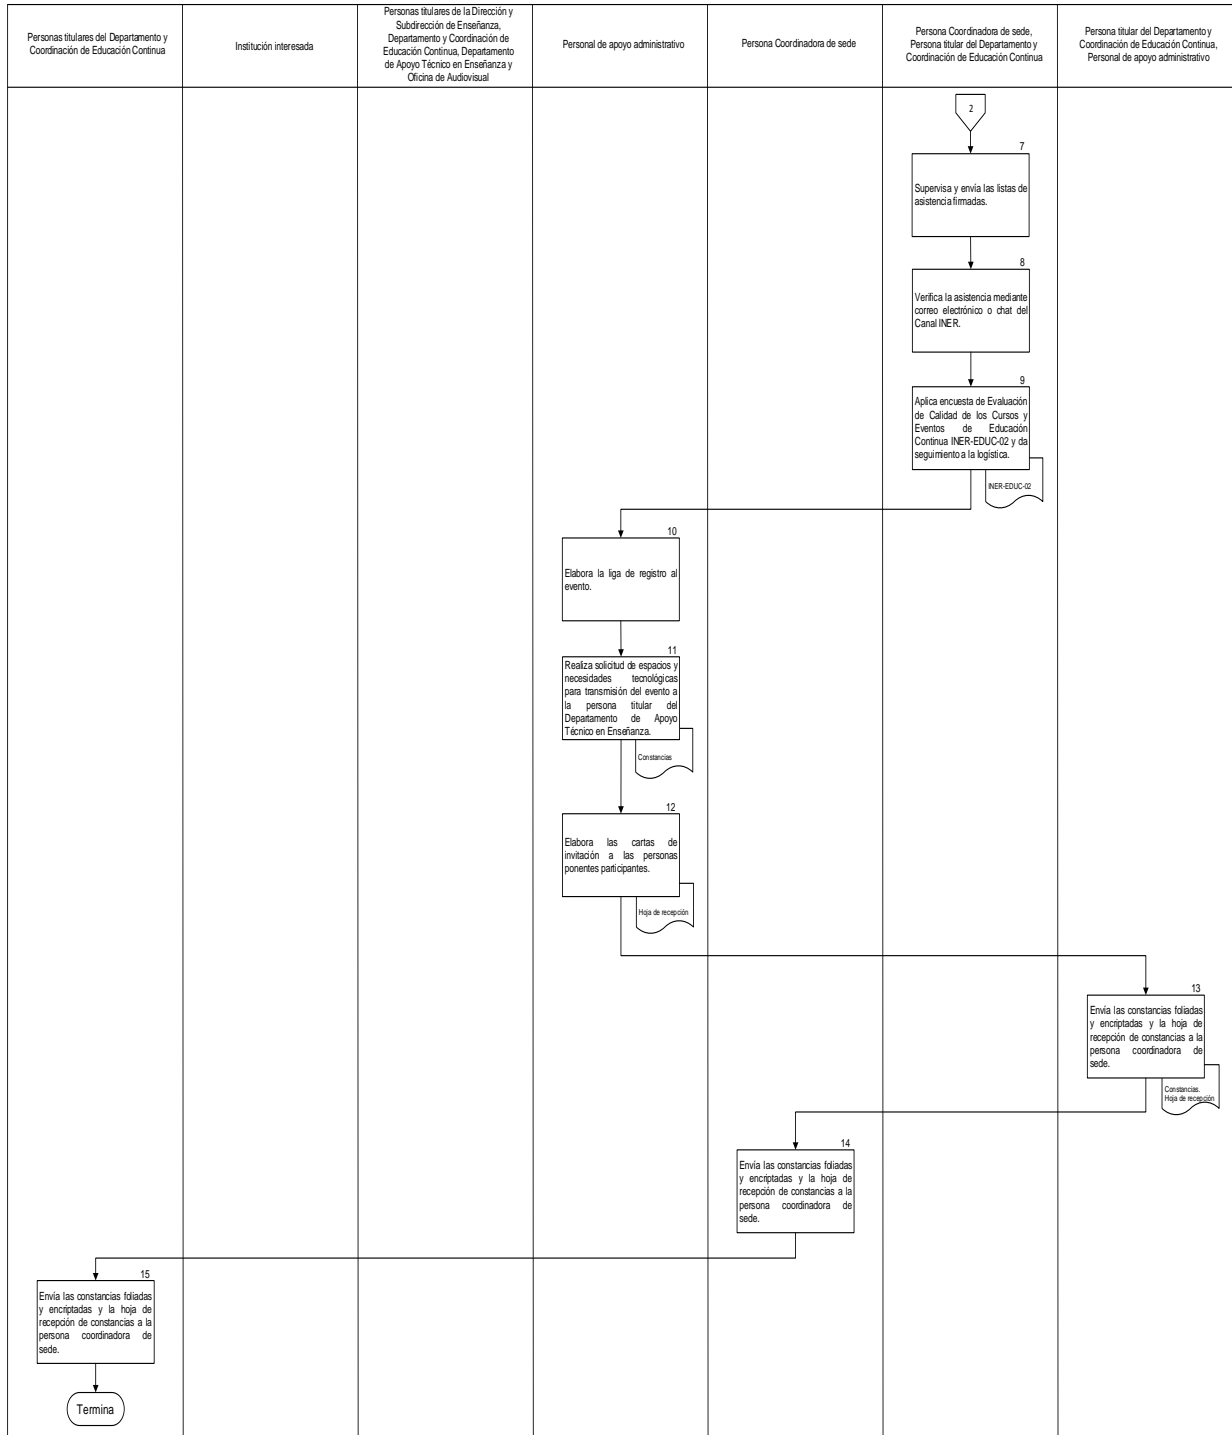 Personas titulares del Departamento y
Coordinación de Educación Continua
Institución interesada
Personas titulares de la Dirección y
Subdirección de Enseñanza,
Departamento y Coordinación de
Educación Continua, Departamento
de Apoyo Técnico en Enseñanza y
Oficina de Audiovisual
Personal de apoyo administrativo
Persona Coordinadora de sede
Persona Coordinadora de sede,
Persona titular del Departamento y
Coordinación de Educación Continua
Persona titular del Departamento y
Coordinación de Educación Continua,
Personal de apoyo administrativo
2
7
Supervisa y envía las listas de
asistencia firmadas.
8
Verifica la asistencia mediante
correo electrónico o chat del
Canal INER.
9
Aplica encuesta de Evaluación
de Calidad de los Cursos y
Eventos de Educación
Continua INER-EDUC-02 y da
seguimiento a la logística.
INER-EDUC-02
10
Elabora la liga de registro al
evento.
11
Realiza solicitud de espacios y
necesidades tecnológicas
para transmisión del evento a
la persona titular del
Departamento de Apoyo
Técnico en Enseñanza.
Constancias
12
Elabora las cartas de
invitación a las personas
ponentes participantes.
Hoja de recepción
13
Envía las constancias foliadas
y encriptadas y la hoja de
recepción de constancias a la
persona coordinadora de
sede.
Constancias.
Hoja de recepción
14
Envía las constancias foliadas
y encriptadas y la hoja de
recepción de constancias a la
persona coordinadora de
sede.
15
Envía las constancias foliadas
y encriptadas y la hoja de
recepción de constancias a la
persona coordinadora de
sede.
Termina